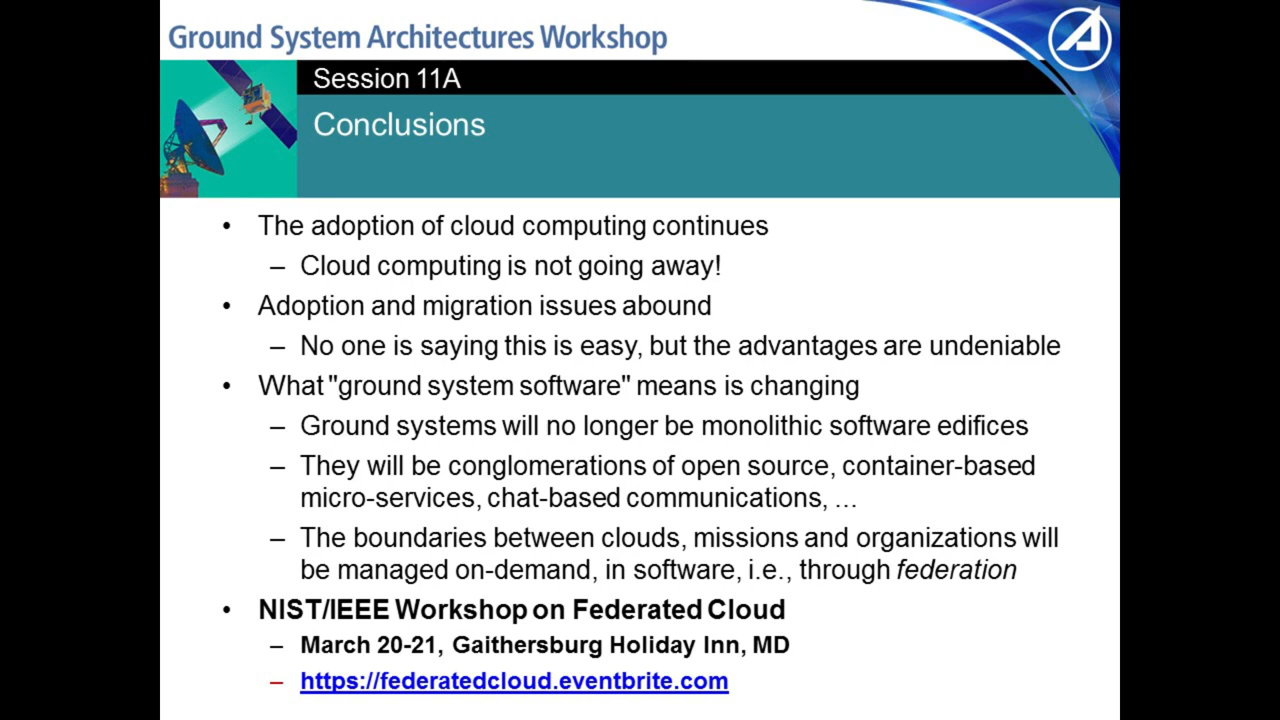 Ground System Architectures Workshop
Session 11A
Conclusions
• The adoption of cloud computing continues
– Cloud computing is not going away!
• Adoption and migration issues abound
– No one is saying this is easy, but the advantages are undeniable
• What "ground system software" means is changing
– Ground systems will no longer be monolithic software edifices
– They will be conglomerations of open source, container-based
micro-services, chat-based communications, ...
– The boundaries between clouds, missions and organizations will
be managed on-demand, in software, i.e., through federation
• NIST/IEEE Workshop on Federated Cloud
– March 20-21, Gaithersburg Holiday Inn, MD
– https://federatedcloud.eventbrite.com